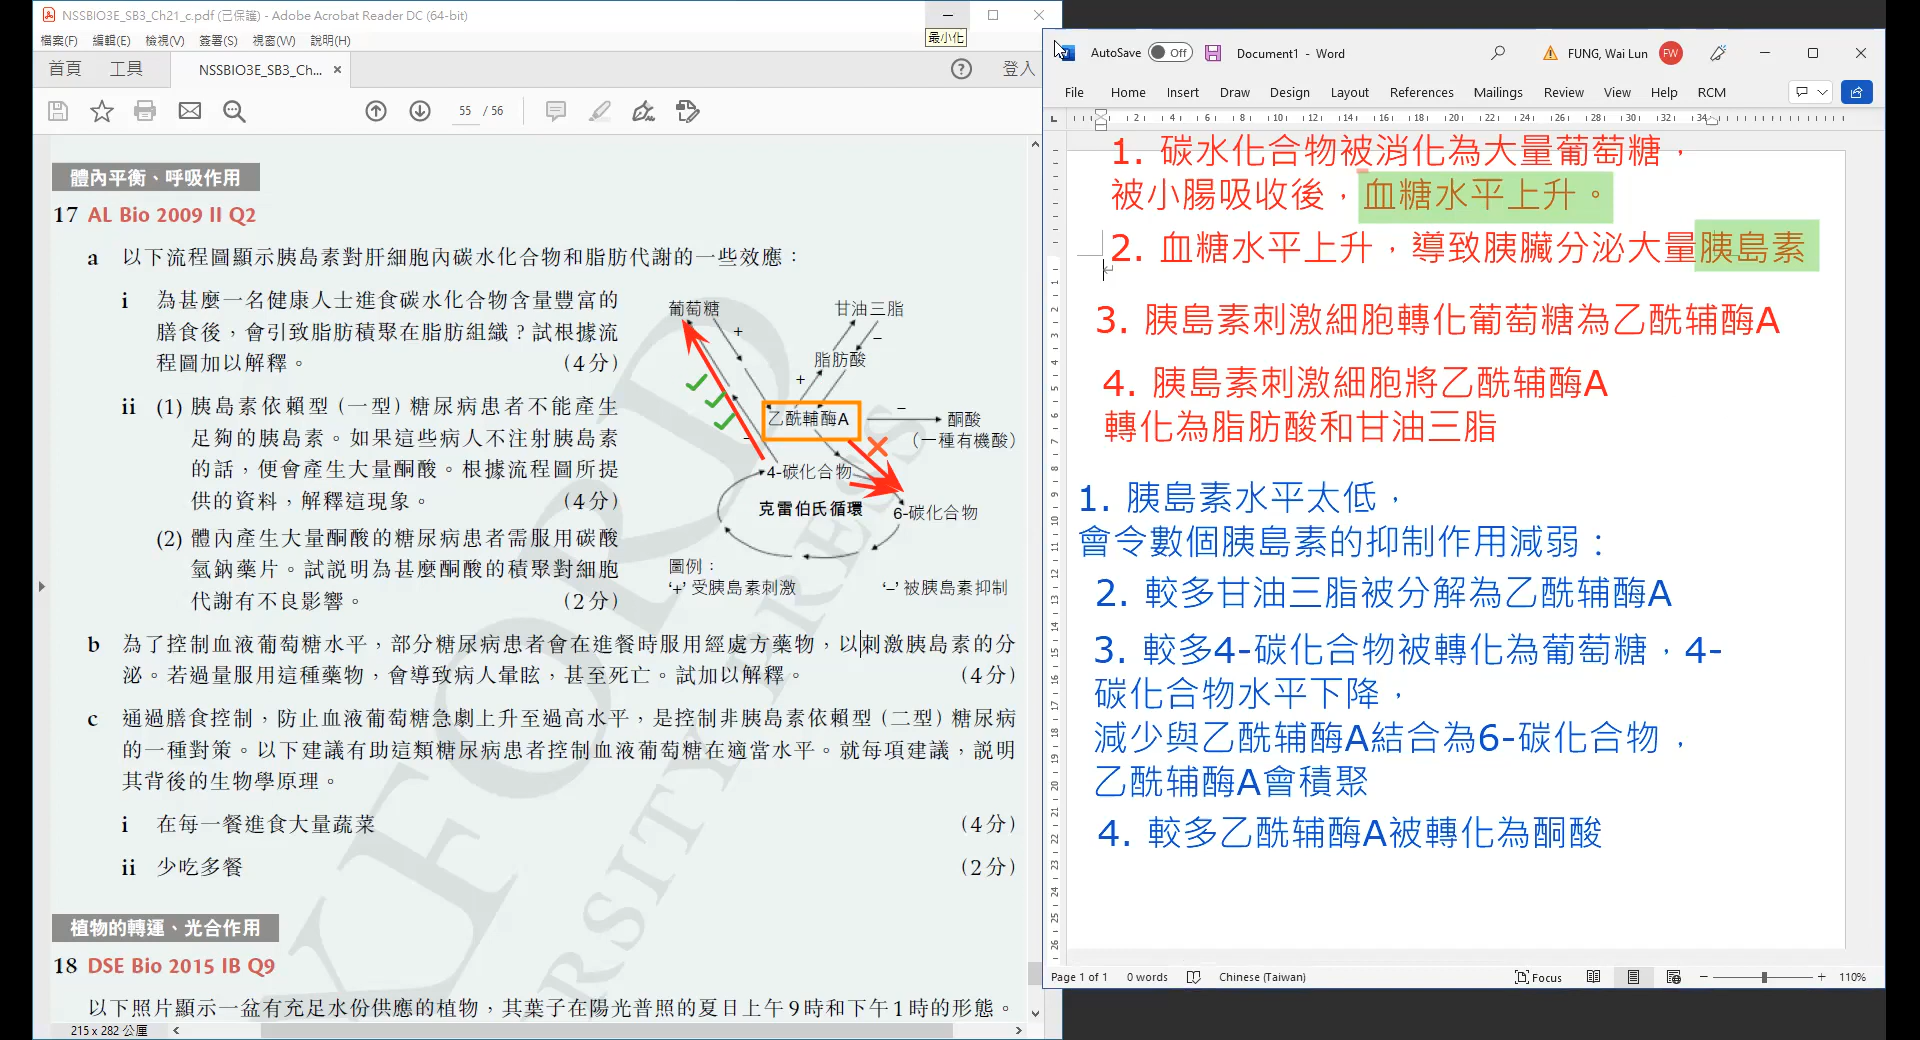 NSSBIO3E_SB3_Ch21_c.pdf (已保護) - Adobe Acrobat Reader DC (64-bit)
最小化
檔案(F) 編輯(E) 檢視(V) 簽署(S) 視窗(W) 說明(H)
首頁 工具 NSSBIO3E_SB3_Ch... × 登入
55 / 56
體內平衡、呼吸作用
17 AL Bio 2009 II Q2
a 以下流程圖顯示胰島素對肝細胞內碳水化合物和脂肪代謝的一些效應：
i 為甚麼一名健康人士進食碳水化合物含量豐富的
膳食後，會引致脂肪積聚在脂肪組織？試根據流
程圖加以解釋。 (4分)
ii (1) 胰島素依賴型（一型）糖尿病患者不能產生
足夠的胰島素。如果這些病人不注射胰島素
的話，便會產生大量酮酸。根據流程圖所提
供的資料，解釋這現象。 (4分)
(2) 體內產生大量酮酸的糖尿病患者需服用碳酸
氫鈉藥片。試説明為甚麼酮酸的積聚對細胞
代謝有不良影響。 (2分)
葡萄糖 甘油三脂
+ –
脂肪酸
+
–
乙酰輔酶A 酮酸
（一種有機酸）
–
4-碳化合物
克雷伯氏循環 6-碳化合物
圖例：
‘+’ 受胰島素刺激 ‘–’ 被胰島素抑制
b 為了控制血液葡萄糖水平，部分糖尿病患者會在進餐時服用經處方藥物，以刺激胰島素的分
泌。若過量服用這種藥物，會導致病人暈眩，甚至死亡。試加以解釋。 (4分)
c 通過膳食控制，防止血液葡萄糖急劇上升至過高水平，是控制非胰島素依賴型（二型）糖尿病
的一種對策。以下建議有助這類糖尿病患者控制血液葡萄糖在適當水平。就每項建議，説明
其背後的生物學原理。
i 在每一餐進食大量蔬菜 (4分)
ii 少吃多餐 (2分)
植物的轉運、光合作用
18 DSE Bio 2015 IB Q9
以下照片顯示一盆有充足水份供應的植物，其葉子在陽光普照的夏日上午9時和下午1時的形態。
215 x 282 公厘
AutoSave Off Document1 - Word FUNG, Wai Lun FW
File Home Insert Draw Design Layout References Mailings Review View Help RCM
2 4 6 8 10 12 14 16 18 20 22 24 26 28 30 32 34
1. 碳水化合物被消化為大量葡萄糖，
被小腸吸收後，血糖水平上升。
2. 血糖水平上升，導致胰臟分泌大量胰島素
3. 胰島素刺激細胞轉化葡萄糖為乙酰辅酶A
4. 胰島素刺激細胞將乙酰辅酶A
轉化為脂肪酸和甘油三脂
1. 胰島素水平太低，
會令數個胰島素的抑制作用減弱：
2. 較多甘油三脂被分解為乙酰辅酶A
3. 較多4-碳化合物被轉化為葡萄糖，4-
碳化合物水平下降，
減少與乙酰辅酶A結合為6-碳化合物，
乙酰辅酶A會積聚
4. 較多乙酰辅酶A被轉化為酮酸
Page 1 of 1 0 words Chinese (Taiwan) Focus 110%